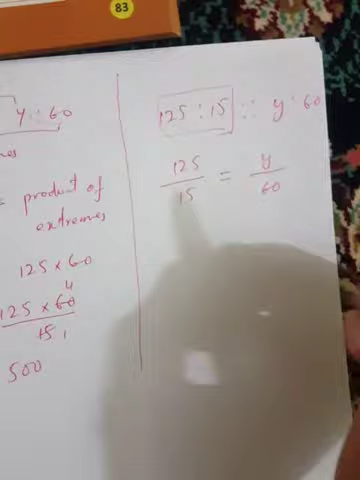 83
y : 60
product of
extremes
125 × 60
125 × 60 4
15 1
500
125 : 15 :: y : 60
125/15 = y/60